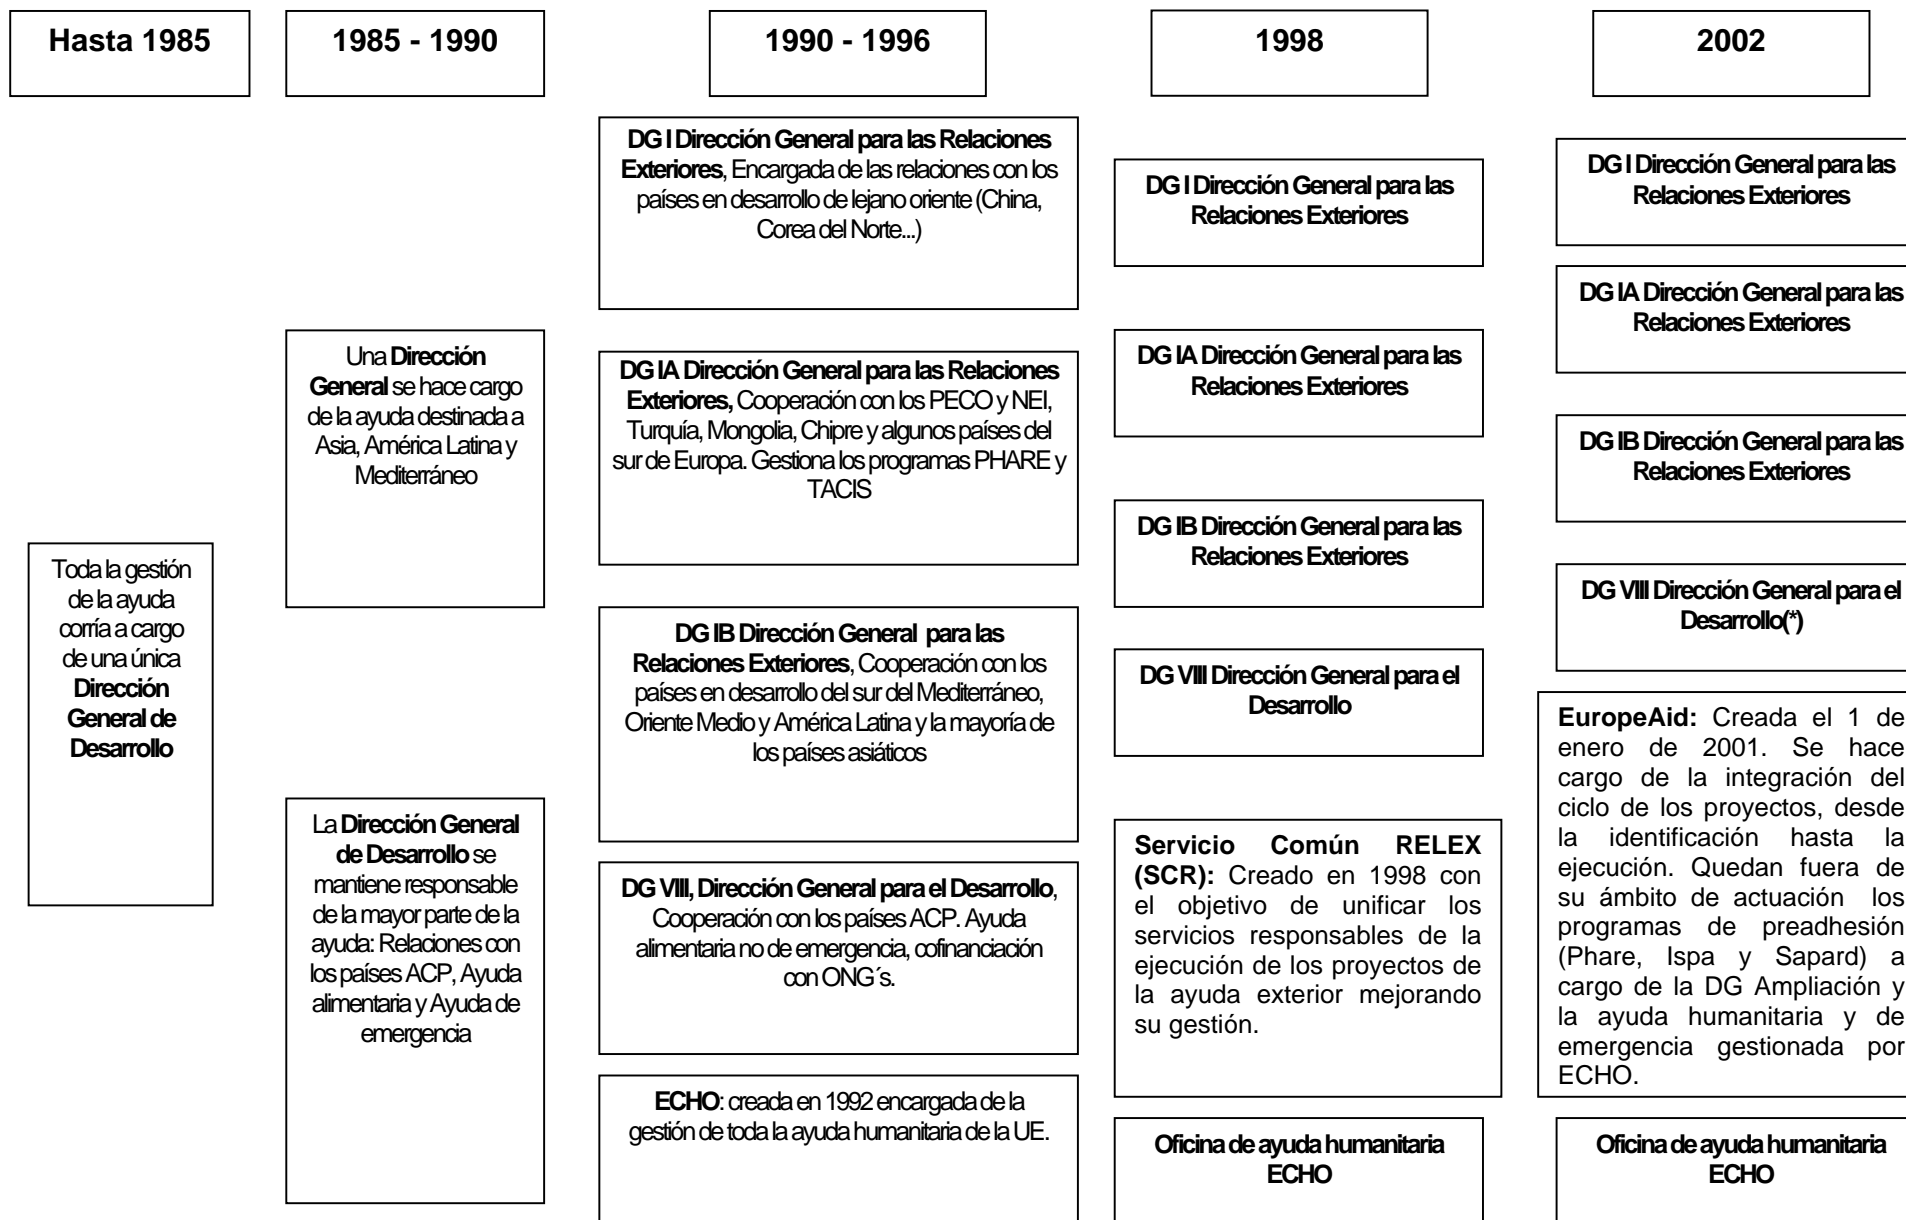 Hasta 1985
1985 - 1990
1990 - 1996
1998
2002
Toda la gestión
de la ayuda
corría a cargo
de una única
Dirección
General de
Desarrollo
Una Dirección
General se hace cargo
de la ayuda destinada a
Asia, América Latina y
Mediterráneo
La Dirección General
de Desarrollo se
mantiene responsable
de la mayor parte de la
ayuda: Relaciones con
los países ACP, Ayuda
alimentaria y Ayuda de
emergencia
DG I Dirección General para las Relaciones
Exteriores, Encargada de las relaciones con los
países en desarrollo de lejano oriente (China,
Corea del Norte...)
DG IA Dirección General para las Relaciones
Exteriores, Cooperación con los PECO y NEI,
Turquía, Mongolia, Chipre y algunos países del
sur de Europa. Gestiona los programas PHARE y
TACIS
DG IB Dirección General para las
Relaciones Exteriores, Cooperación con los
países en desarrollo del sur del Mediterráneo,
Oriente Medio y América Latina y la mayoría de
los países asiáticos
DG VIII, Dirección General para el Desarrollo,
Cooperación con los países ACP. Ayuda
alimentaria no de emergencia, cofinanciación
con ONG´s.
ECHO: creada en 1992 encargada de la
gestión de toda la ayuda humanitaria de la UE.
DG I Dirección General para las
Relaciones Exteriores
DG IA Dirección General para las
Relaciones Exteriores
DG IB Dirección General para las
Relaciones Exteriores
DG VIII Dirección General para el
Desarrollo
Servicio Común RELEX
(SCR): Creado en 1998 con
el objetivo de unificar los
servicios responsables de la
ejecución de los proyectos de
la ayuda exterior mejorando
su gestión.
Oficina de ayuda humanitaria
ECHO
DG I Dirección General para las
Relaciones Exteriores
DG IA Dirección General para las
Relaciones Exteriores
DG IB Dirección General para las
Relaciones Exteriores
DG VIII Dirección General para el
Desarrollo(*)
EuropeAid: Creada el 1 de
enero de 2001. Se hace
cargo de la integración del
ciclo de los proyectos, desde
la identificación hasta la
ejecución. Quedan fuera de
su ámbito de actuación los
programas de preadhesión
(Phare, Ispa y Sapard) a
cargo de la DG Ampliación y
la ayuda humanitaria y de
emergencia gestionada por
ECHO.
Oficina de ayuda humanitaria
ECHO